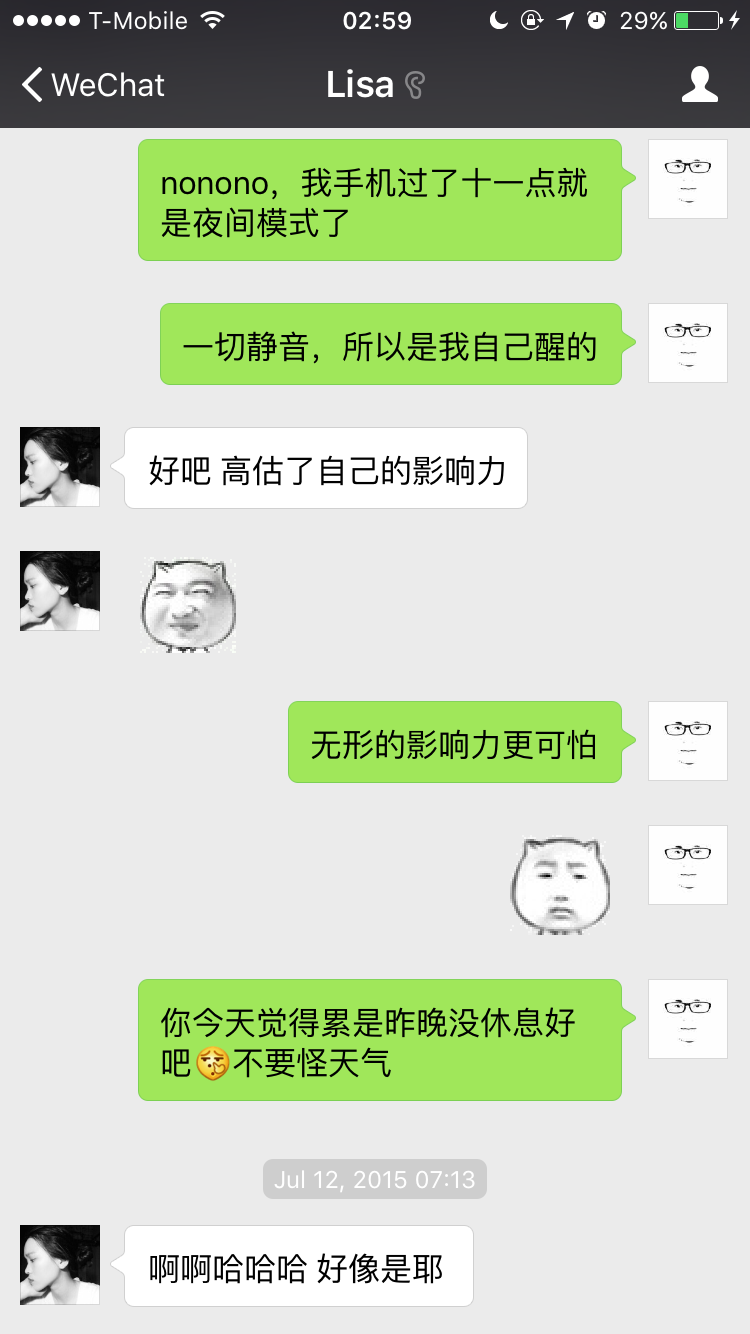 T-Mobile 02:59 29%
WeChat Lisa
nonono，我手机过了十一点就
是夜间模式了
一切静音，所以是我自己醒的
好吧 高估了自己的影响力
无形的影响力更可怕
你今天觉得累是昨晚没休息好
吧😚不要怪天气
Jul 12, 2015 07:13
啊啊哈哈哈 好像是耶